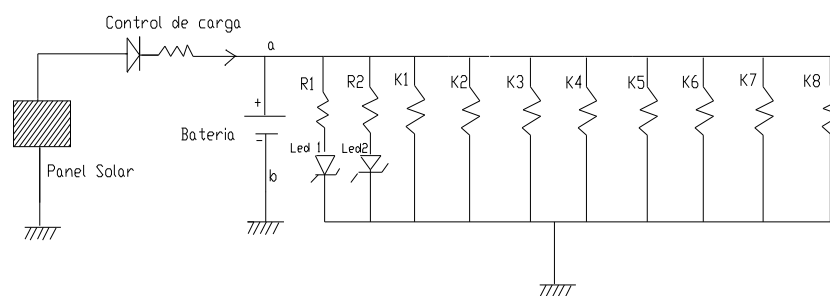 Control de carga
a
R1
R2
K1
K2
K3
K4
K5
K6
K7
K8
+
Bateria
-
Led 1
Led2
Panel Solar
b